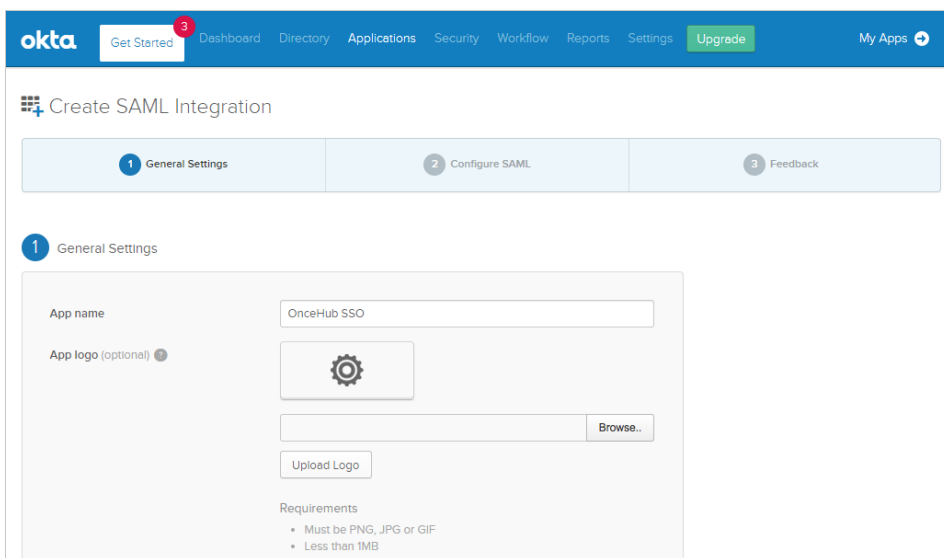 okta Get Started 3 Dashboard Directory Applications Security Workflow Reports Settings Upgrade My Apps
Create SAML Integration
1 General Settings 2 Configure SAML 3 Feedback
1 General Settings
App name OnceHub SSO
App logo (optional) ?
Browse..
Upload Logo
Requirements
• Must be PNG, JPG or GIF
• Less than 1MB